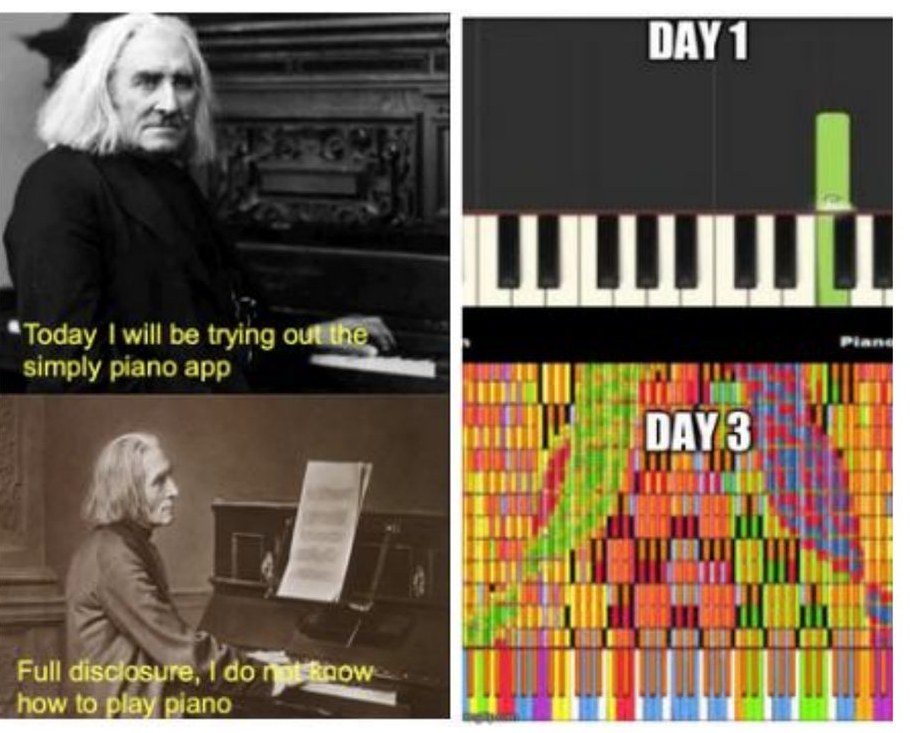 Today I will be trying out the
simply piano app
Full disclosure, I do not know
how to play piano
DAY 1
Piano
DAY 3